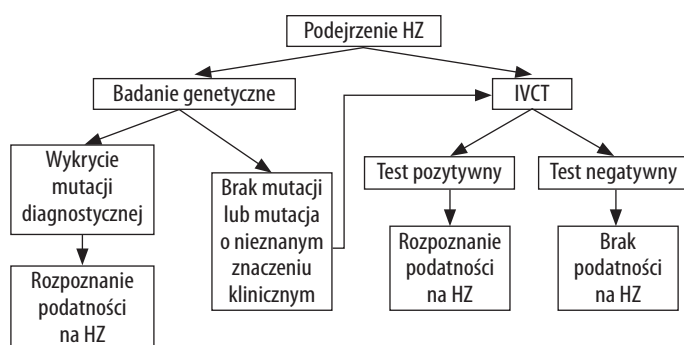 Podejrzenie HZ
Badanie genetyczne
IVCT
Wykrycie
mutacji
diagnostycznej
Brak mutacji
lub mutacja
o nieznanym
znaczeniu
klinicznym
Test pozytywny
Test negatywny
Rozpoznanie
podatności
na HZ
Rozpoznanie
podatności
na HZ
Brak
podatności
na HZ